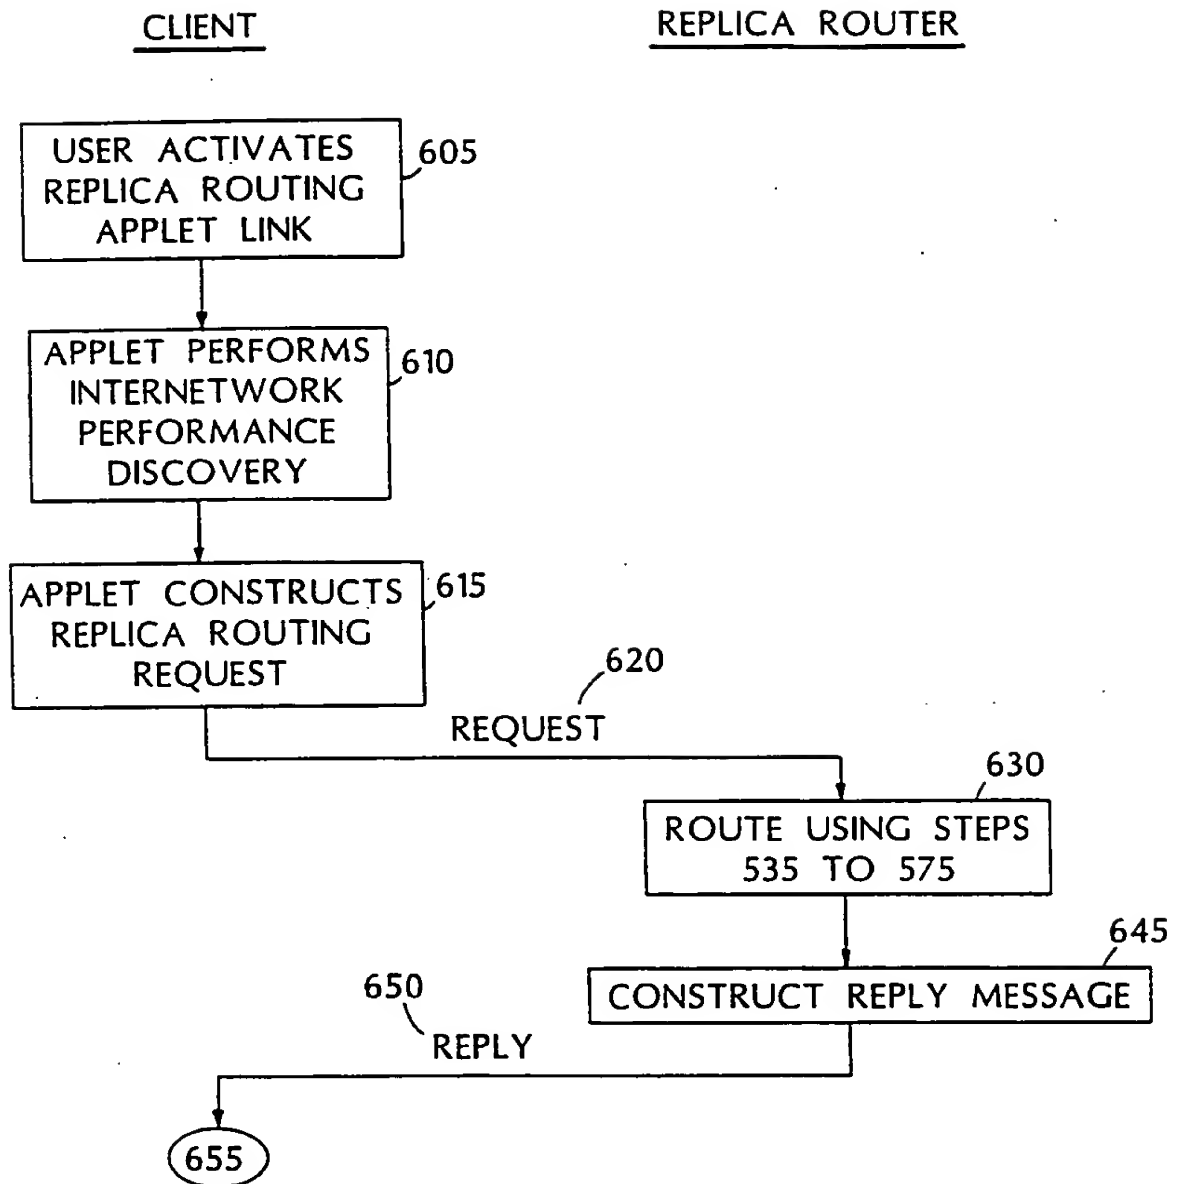 CLIENT
REPLICA ROUTER
USER ACTIVATES
REPLICA ROUTING
APPLET LINK
605
APPLET PERFORMS
INTERNETWORK
PERFORMANCE
DISCOVERY
610
APPLET CONSTRUCTS
REPLICA ROUTING
REQUEST
615
620
REQUEST
630
ROUTE USING STEPS
535 TO 575
645
CONSTRUCT REPLY MESSAGE
650
REPLY
655